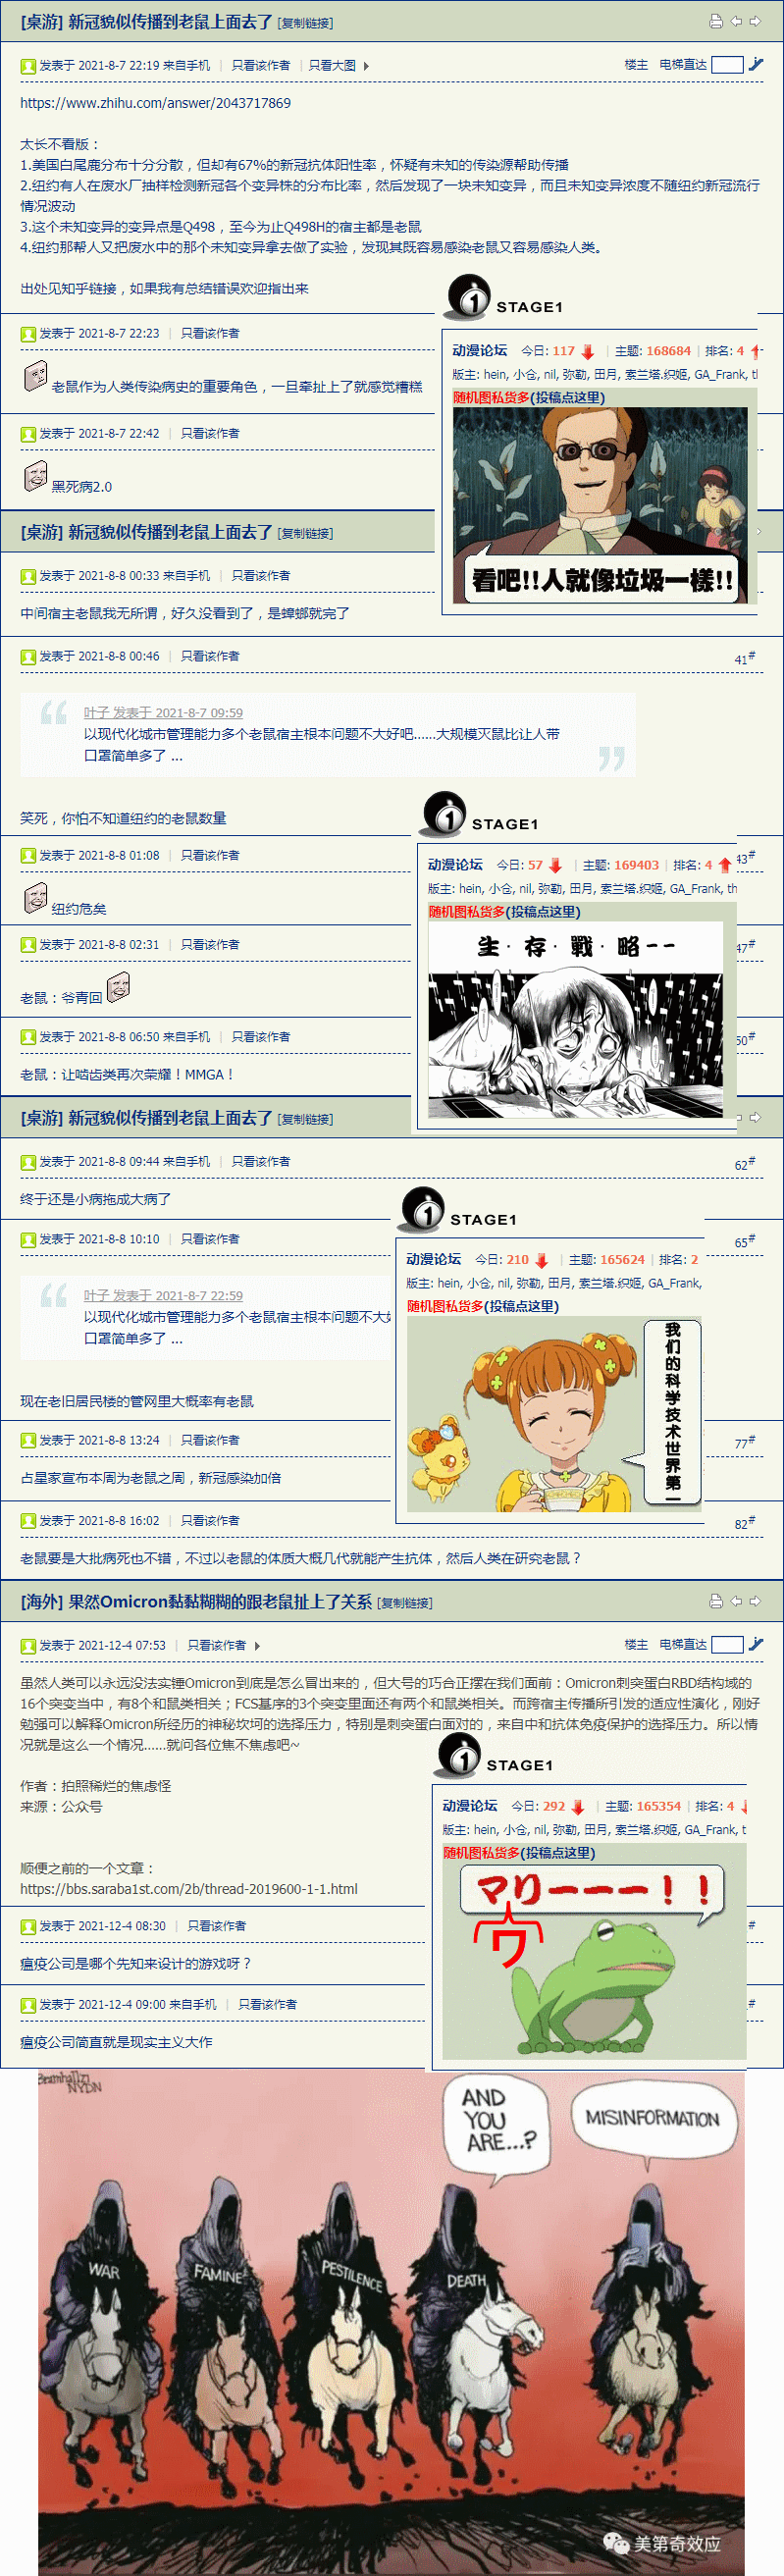 [桌游] 新冠貌似传播到老鼠上面去了 [复制链接]
发表于 2021-8-7 22:19 来自手机 | 只看该作者 | 只看大图
楼主 电梯直达
https://www.zhihu.com/answer/2043717869
太长不看版：
1.美国白尾鹿分布十分分散，但却有67%的新冠抗体阳性率，怀疑有未知的传染源帮助传播
2.纽约有人在废水厂抽样检测新冠各个变异株的分布比率，然后发现了一块未知变异，而且未知变异浓度不随纽约新冠流行
情况波动
3.这个未知变异的变异点是Q498，至今为止Q498H的宿主都是老鼠
4.纽约那帮人又把废水中的那个未知变异拿去做了实验，发现其既容易感染老鼠又容易感染人类。
出处见知乎链接，如果我有总结错误欢迎指出来
发表于 2021-8-7 22:23 | 只看该作者
老鼠作为人类传染病史的重要角色，一旦牵扯上了就感觉糟糕
发表于 2021-8-7 22:42 | 只看该作者
黑死病2.0
1 STAGE1
动漫论坛 今日: 117 | 主题: 168684 | 排名: 4
版主: hein, 小仓, nil, 弥勒, 田月, 索兰塔.织姬, GA_Frank, tl
随机图私货多(投稿点这里)
看吧!!人就像垃圾一樣!!
[桌游] 新冠貌似传播到老鼠上面去了 [复制链接]
发表于 2021-8-8 00:33 来自手机 | 只看该作者
中间宿主老鼠我无所谓，好久没看到了，是蟑螂就完了
发表于 2021-8-8 00:46 | 只看该作者
41#
叶子 发表于 2021-8-7 09:59
以现代化城市管理能力多个老鼠宿主根本问题不大好吧......大规模灭鼠比让人带
口罩简单多了 ...
笑死，你怕不知道纽约的老鼠数量
发表于 2021-8-8 01:08 | 只看该作者
43#
纽约危矣
发表于 2021-8-8 02:31 | 只看该作者
47#
老鼠：爷青回
发表于 2021-8-8 06:50 来自手机 | 只看该作者
50#
老鼠：让啮齿类再次荣耀！MMGA！
1 STAGE1
动漫论坛 今日: 57 | 主题: 169403 | 排名: 4
版主: hein, 小仓, nil, 弥勒, 田月, 索兰塔.织姬, GA_Frank, th
随机图私货多(投稿点这里)
生·存·戰·略--
[桌游] 新冠貌似传播到老鼠上面去了 [复制链接]
发表于 2021-8-8 09:44 来自手机 | 只看该作者
62#
终于还是小病拖成大病了
发表于 2021-8-8 10:10 | 只看该作者
65#
叶子 发表于 2021-8-7 22:59
以现代化城市管理能力多个老鼠宿主根本问题不大好
口罩简单多了 ...
现在老旧居民楼的管网里大概率有老鼠
发表于 2021-8-8 13:24 | 只看该作者
77#
占星家宣布本周为老鼠之周，新冠感染加倍
发表于 2021-8-8 16:02 | 只看该作者
82#
老鼠要是大批病死也不错，不过以老鼠的体质大概几代就能产生抗体，然后人类在研究老鼠？
1 STAGE1
动漫论坛 今日: 210 | 主题: 165624 | 排名: 2
版主: hein, 小仓, nil, 弥勒, 田月, 索兰塔.织姬, GA_Frank,
随机图私货多(投稿点这里)
我们的科学技术世界第一
[海外] 果然Omicron黏黏糊糊的跟老鼠扯上了关系 [复制链接]
发表于 2021-12-4 07:53 | 只看该作者
楼主 电梯直达
虽然人类可以永远没法实锤Omicron到底是怎么冒出来的，但大号的巧合正摆在我们面前：Omicron刺突蛋白RBD结构域的
16个突变当中，有8个和鼠类相关；FCS基序的3个突变里面还有两个和鼠类相关。而跨宿主传播所引发的适应性演化，刚好
勉强可以解释Omicron所经历的神秘坎坷的选择压力，特别是刺突蛋白面对的，来自中和抗体免疫保护的选择压力。所以情
况就是这么一个情况......就问各位焦不焦虑吧~
作者：拍照稀烂的焦虑怪
来源：公众号
顺便之前的一个文章：
https://bbs.saraba1st.com/2b/thread-2019600-1-1.html
发表于 2021-12-4 08:30 | 只看该作者
#
瘟疫公司是哪个先知来设计的游戏呀？
发表于 2021-12-4 09:00 来自手机 | 只看该作者
#
瘟疫公司简直就是现实主义大作
1 STAGE1
动漫论坛 今日: 292 | 主题: 165354 | 排名: 4
版主: hein, 小仓, nil, 弥勒, 田月, 索兰塔.织姬, GA_Frank, t
随机图私货多(投稿点这里)
マリーーー！！
ワ
NYDN
AND
YOU
ARE...?
MISINFORMATION
WAR
FAMINE
PESTILENCE
DEATH
美第奇效应